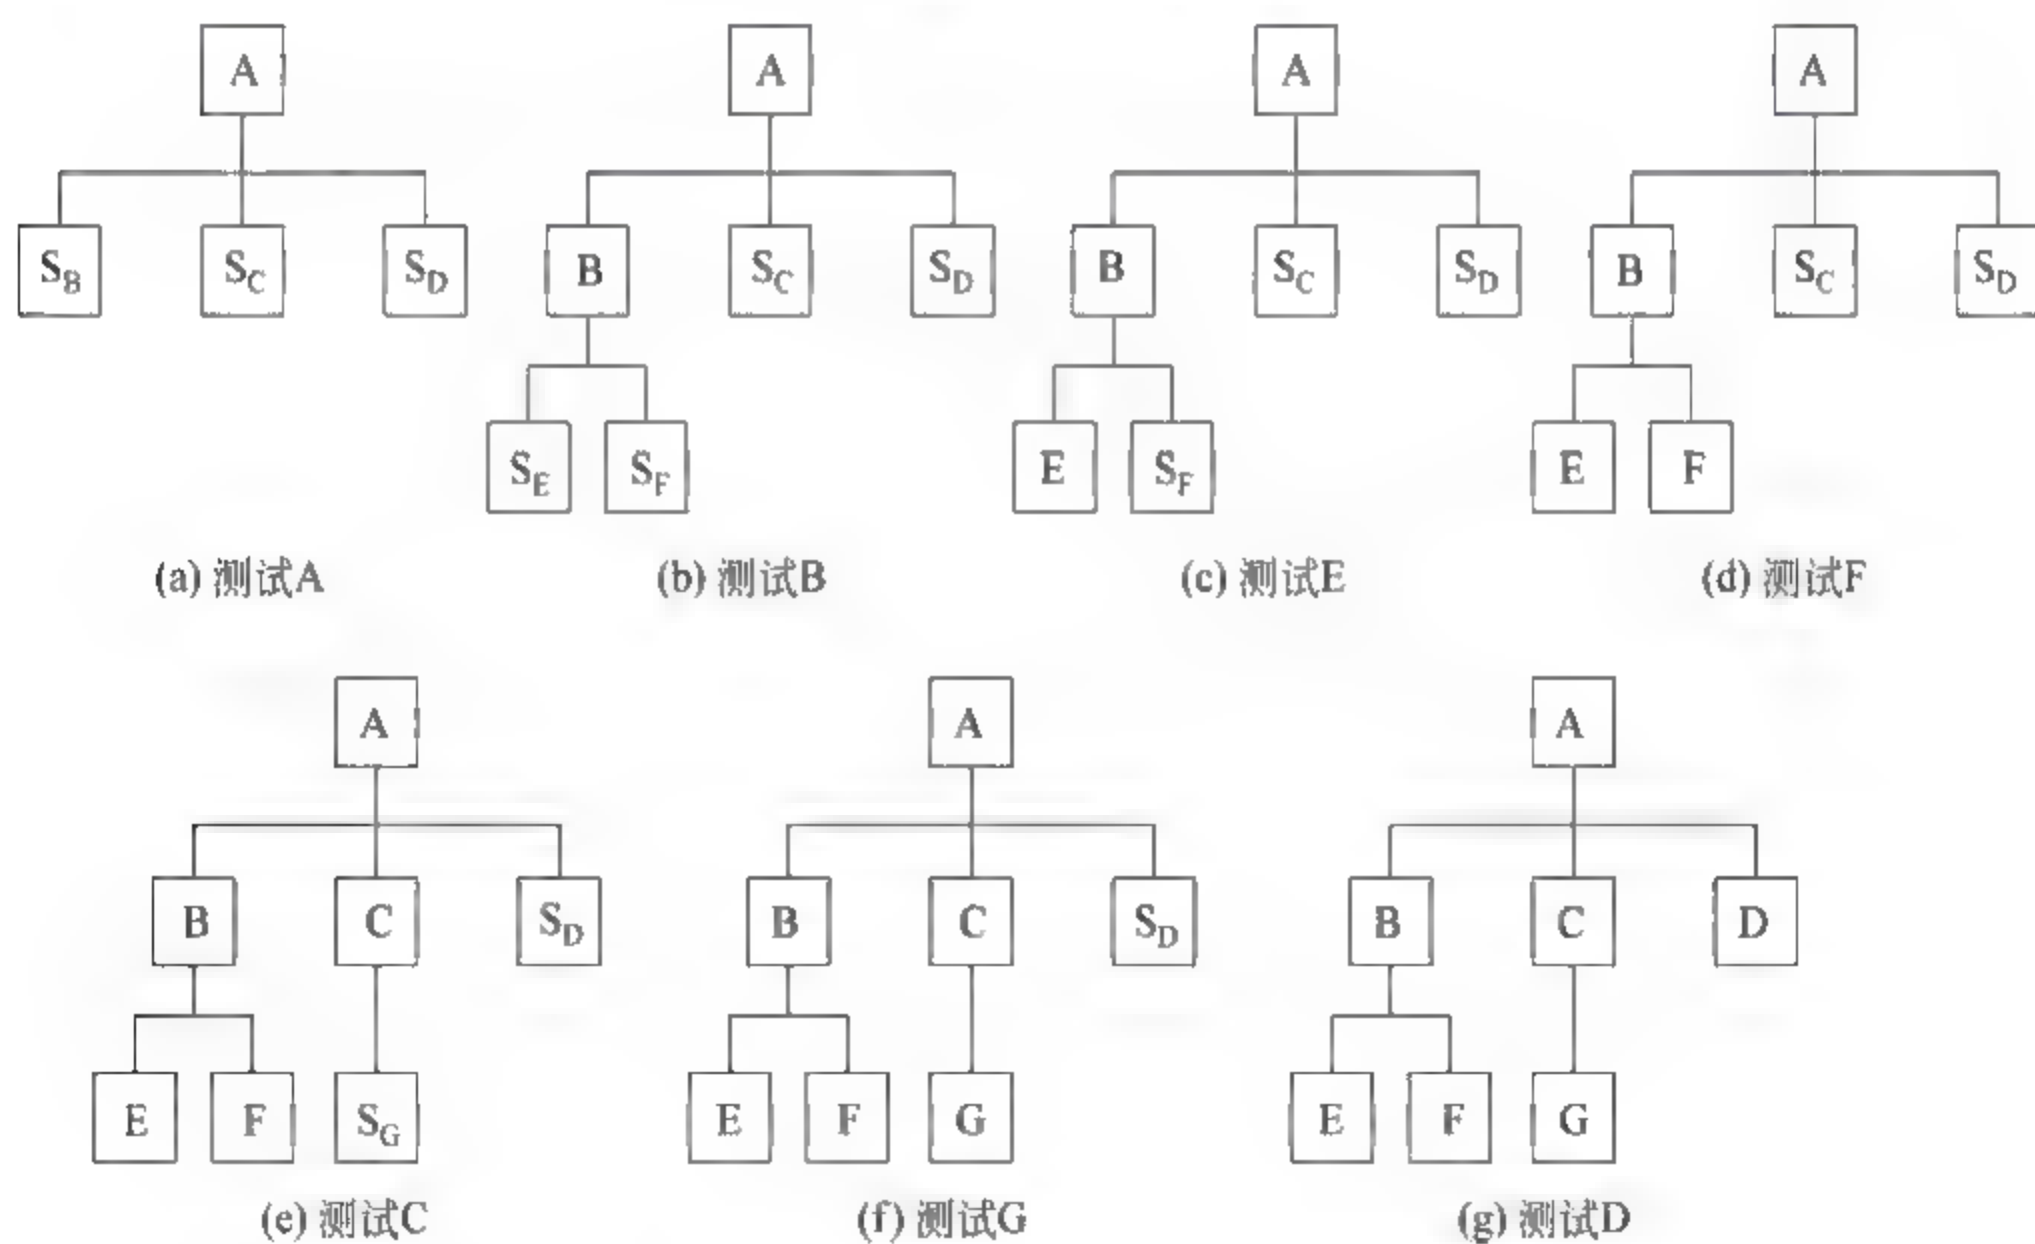 A A A A
S_B S_C S_D B S_C S_D B S_C S_D B S_C S_D
S_E S_F E S_F E F
(a) 测试A (b) 测试B (c) 测试E (d) 测试F
A A A
B C S_D B C S_D B C D
E F S_G E F G E F G
(e) 测试C (f) 测试G (g) 测试D